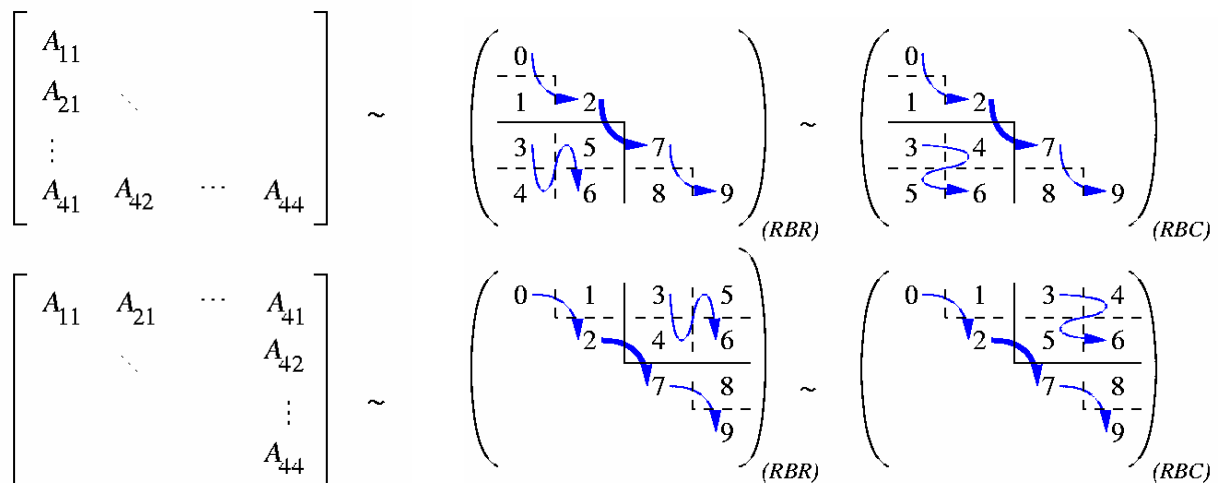 A11
A21 ⋱
⋮
A41 A42 ⋯ A44
~
0
1 2
3 5 7
4 6 8 9
(RBR)
~
0
1 2
3 4 7
5 6 8 9
(RBC)
A11 A21 ⋯ A41
⋱ A42
⋮
A44
~
0 1 3 5
2 4 6
7 8
9
(RBR)
~
0 1 3 4
2 5 6
7 8
9
(RBC)